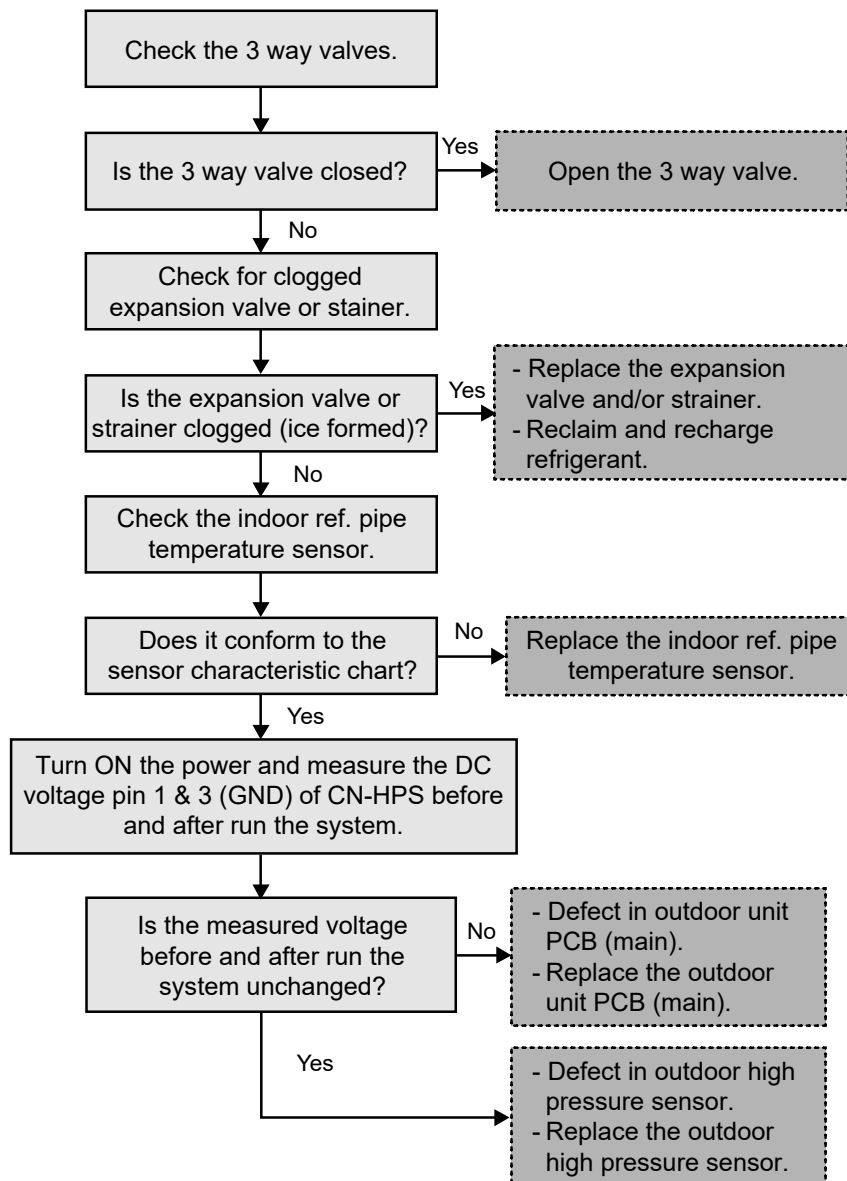 Check the 3 way valves.
Is the 3 way valve closed?
Yes
Open the 3 way valve.
No
Check for clogged
expansion valve or stainer.
Is the expansion valve or
strainer clogged (ice formed)?
Yes
- Replace the expansion
valve and/or strainer.
- Reclaim and recharge
refrigerant.
No
Check the indoor ref. pipe
temperature sensor.
Does it conform to the
sensor characteristic chart?
No
Replace the indoor ref. pipe
temperature sensor.
Yes
Turn ON the power and measure the DC
voltage pin 1 & 3 (GND) of CN-HPS before
and after run the system.
Is the measured voltage
before and after run the
system unchanged?
No
- Defect in outdoor unit
PCB (main).
- Replace the outdoor
unit PCB (main).
Yes
- Defect in outdoor high
pressure sensor.
- Replace the outdoor
high pressure sensor.